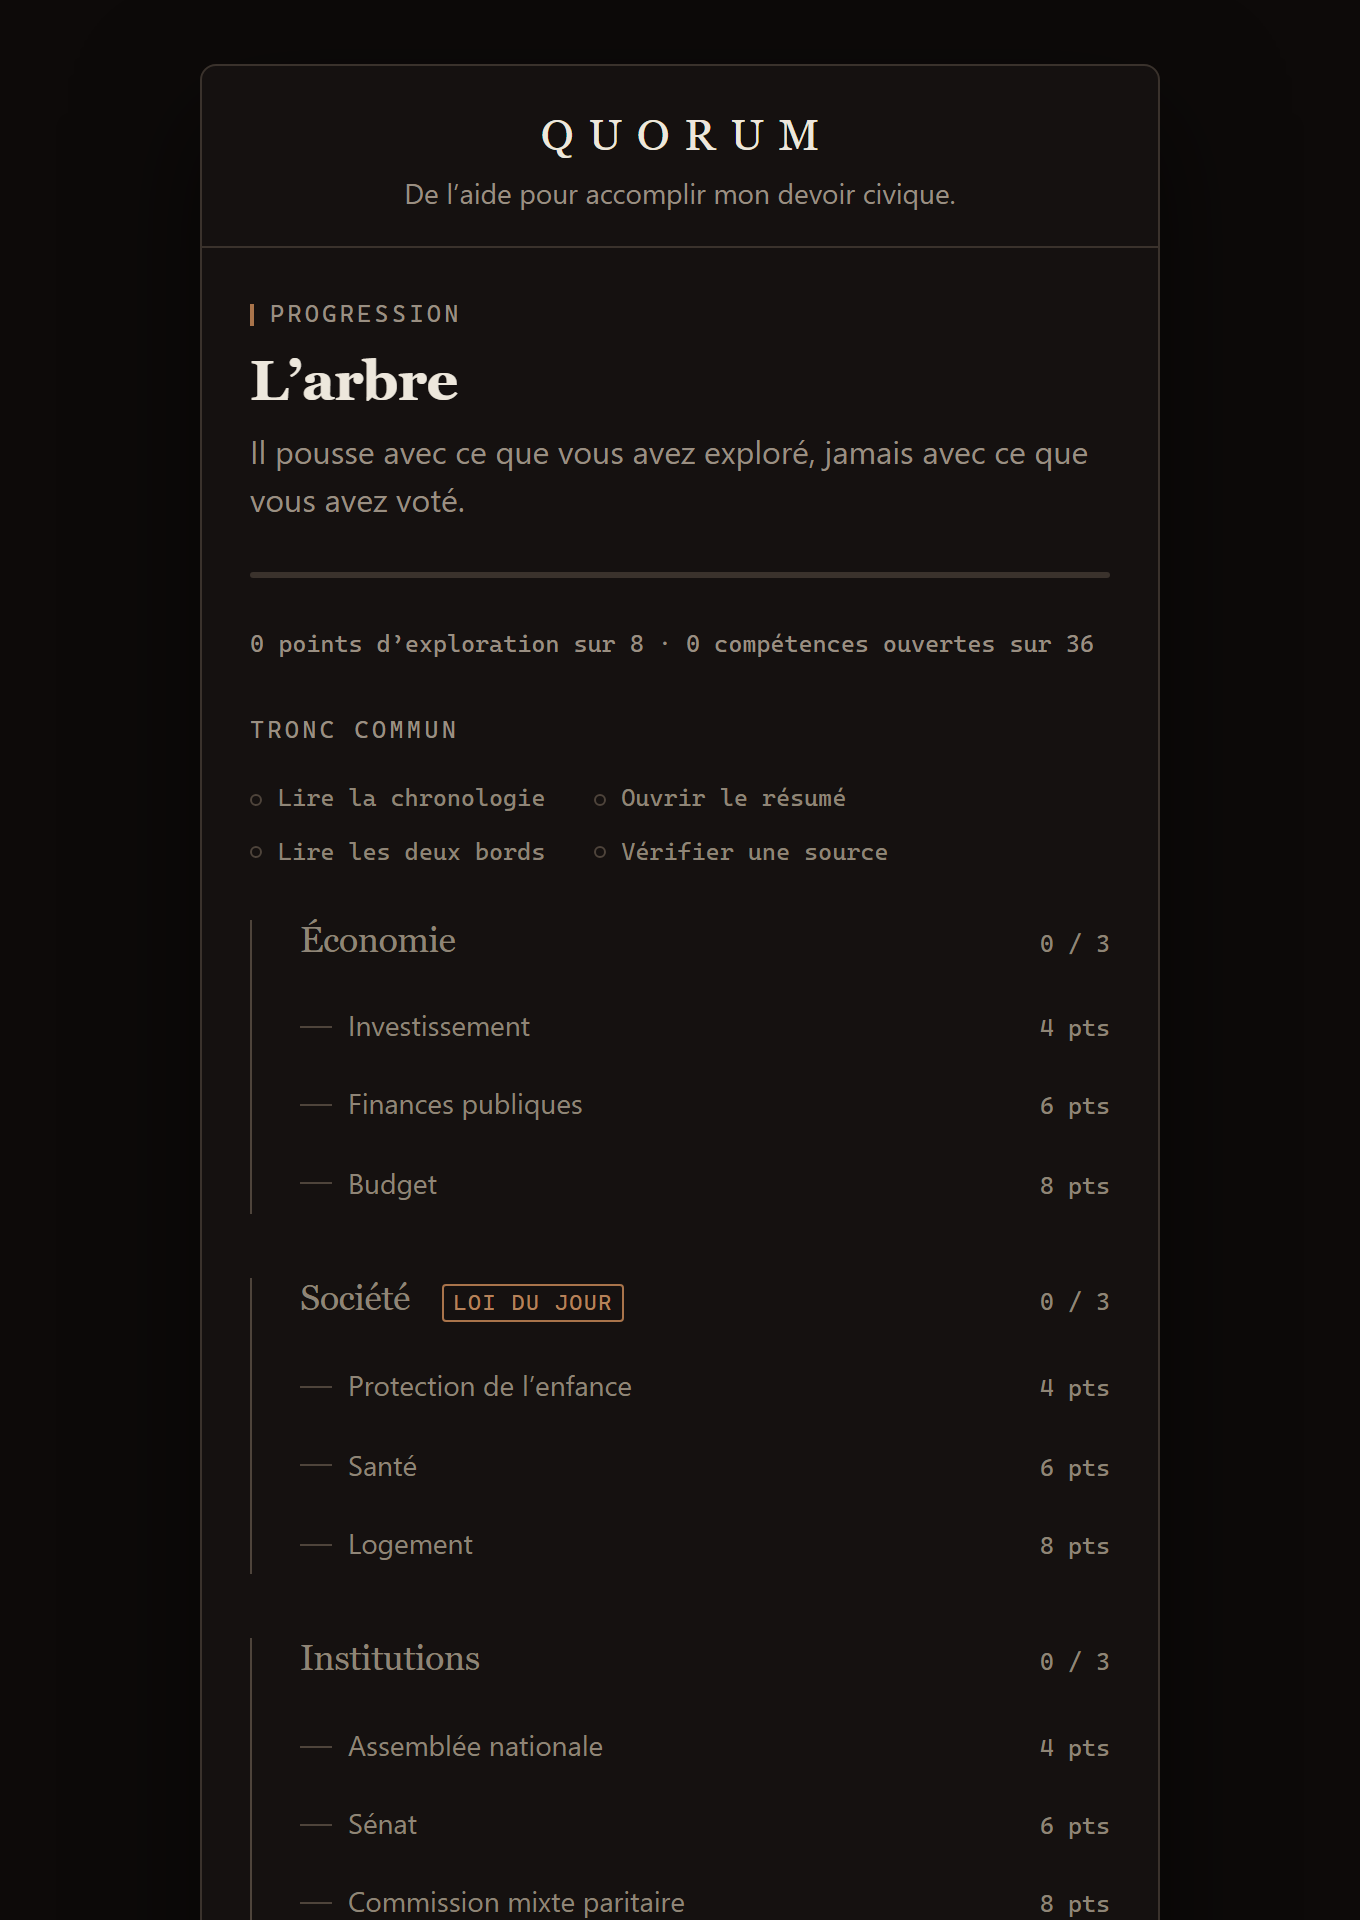 QUORUM
De l’aide pour accomplir mon devoir civique.
PROGRESSION
L’arbre
Il pousse avec ce que vous avez exploré, jamais avec ce que
vous avez voté.
0 points d’exploration sur 8 · 0 compétences ouvertes sur 36
TRONC COMMUN
Lire la chronologie
Ouvrir le résumé
Lire les deux bords
Vérifier une source
Économie 0 / 3
Investissement 4 pts
Finances publiques 6 pts
Budget 8 pts
Société LOI DU JOUR 0 / 3
Protection de l’enfance 4 pts
Santé 6 pts
Logement 8 pts
Institutions 0 / 3
Assemblée nationale 4 pts
Sénat 6 pts
Commission mixte paritaire 8 pts